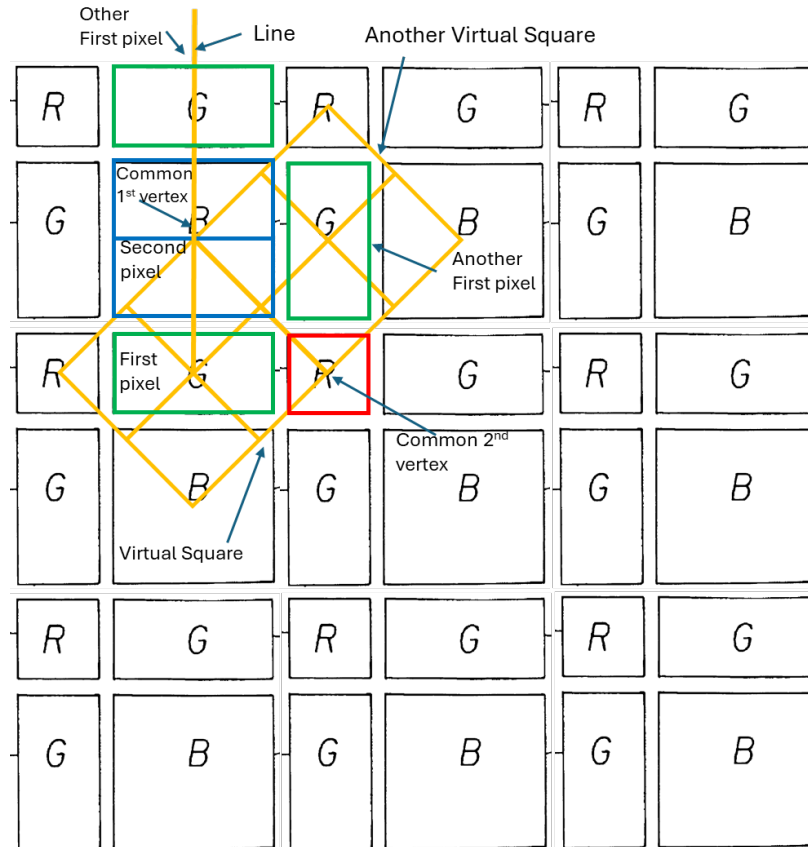 Other
First pixel
Line
Another Virtual Square
R G R G R G
Common
1st vertex
G B G B G B
Second
pixel
Another
First pixel
First
pixel
R G R G R G
Common 2nd
vertex
G B G B G B
Virtual Square
R G R G R G
G B G B G B